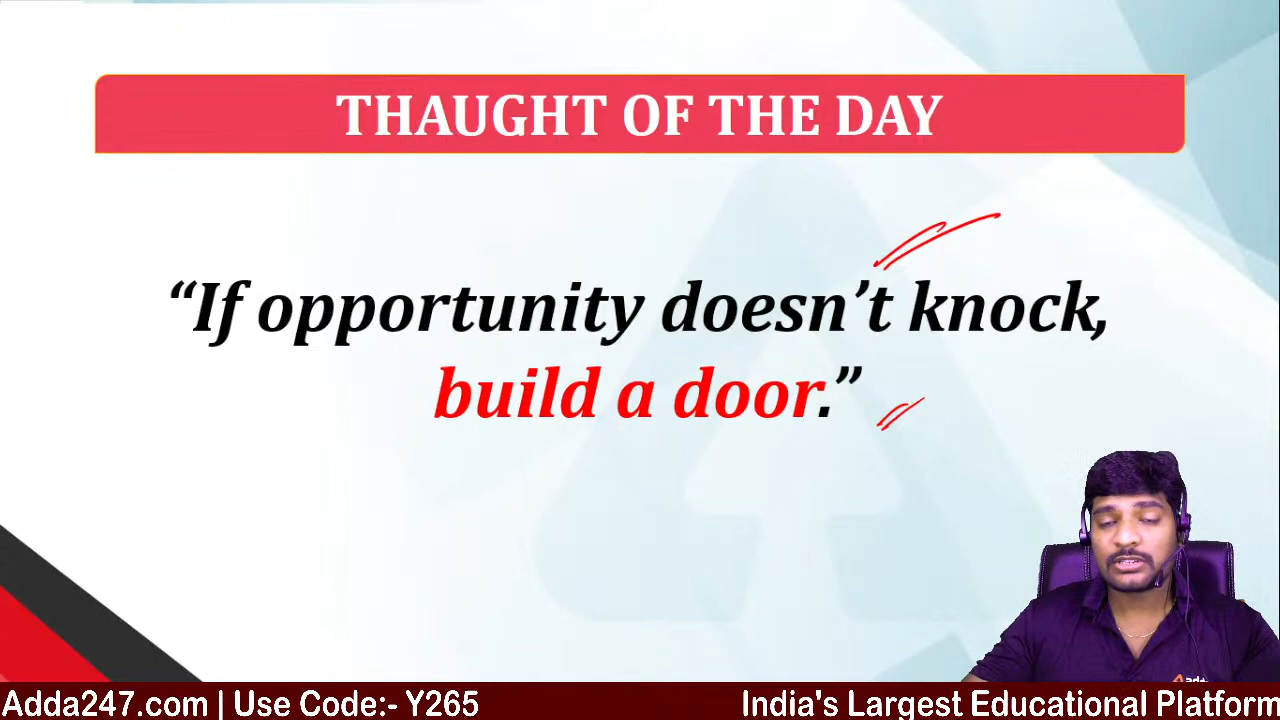 THAUGHT OF THE DAY
“If opportunity doesn’t knock,
build a door.”
Adda247.com | Use Code:- Y265
India's Largest Educational Platform